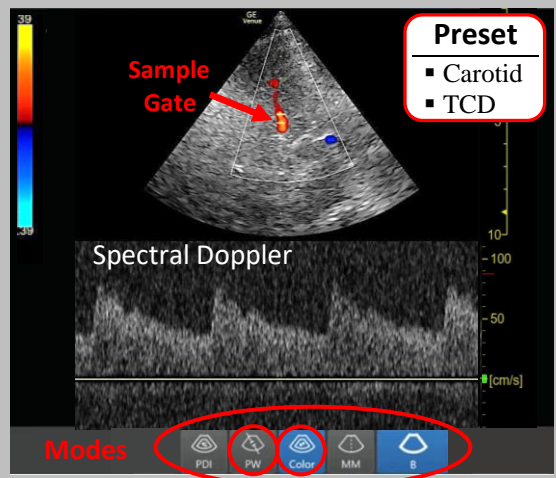 39
GE
Venue
Preset
▪ Carotid
▪ TCD
Sample
Gate
5
.39
10
Spectral Doppler
100
50
[cm/s]
Modes
PDI
PW
Color
MM
B